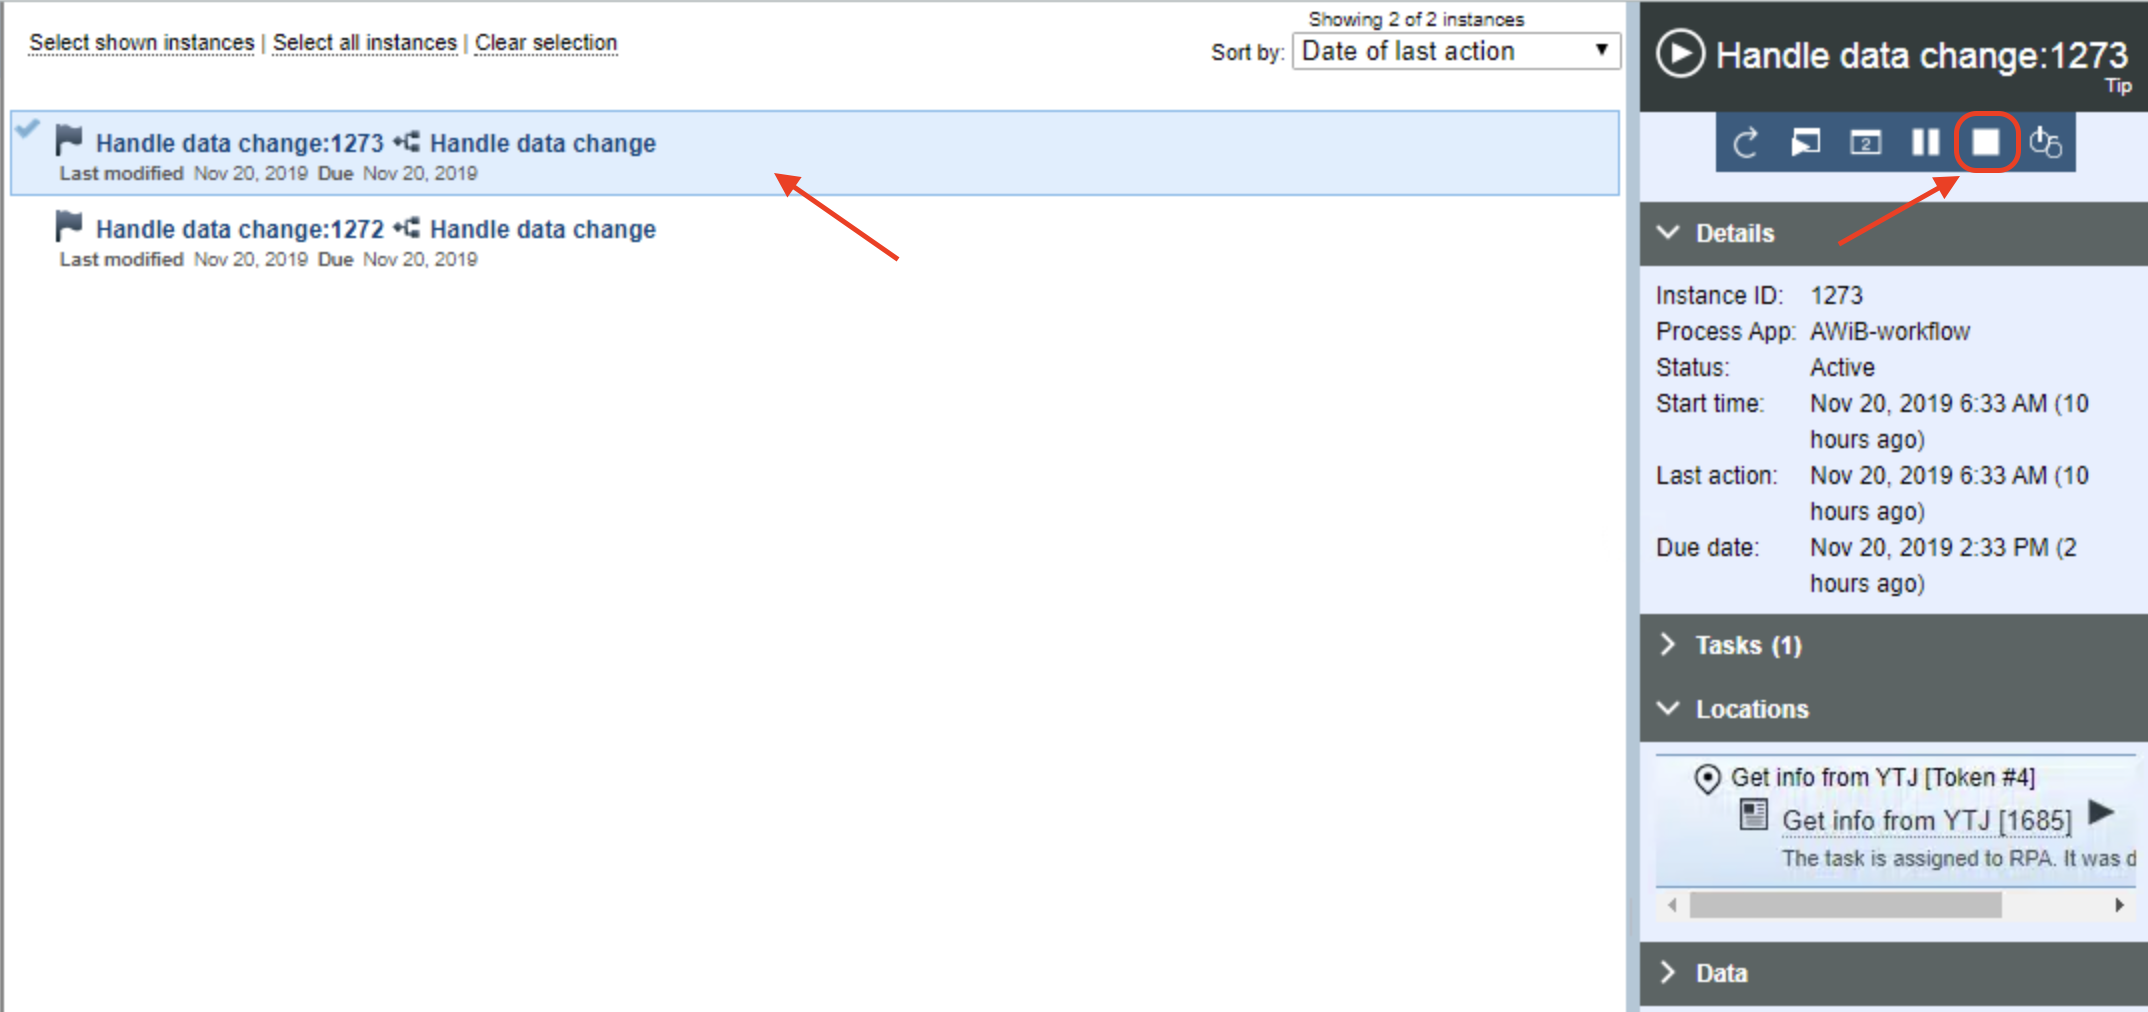 Showing 2 of 2 instances
Select shown instances | Select all instances | Clear selection
Sort by: Date of last action
Handle data change:1273 Handle data change
Last modified Nov 20, 2019 Due Nov 20, 2019
Handle data change:1272 Handle data change
Last modified Nov 20, 2019 Due Nov 20, 2019
Handle data change:1273
Tip
2
Details
Instance ID: 1273
Process App: AWiB-workflow
Status: Active
Start time: Nov 20, 2019 6:33 AM (10
hours ago)
Last action: Nov 20, 2019 6:33 AM (10
hours ago)
Due date: Nov 20, 2019 2:33 PM (2
hours ago)
Tasks (1)
Locations
Get info from YTJ [Token #4]
Get info from YTJ [1685]
The task is assigned to RPA. It was d
Data